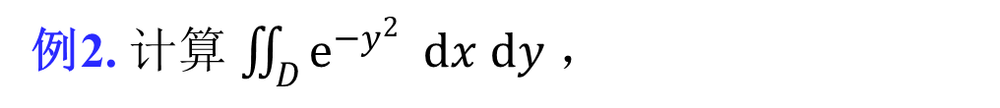 例2. 计算 ∬_D e^{-y^2} dx dy，